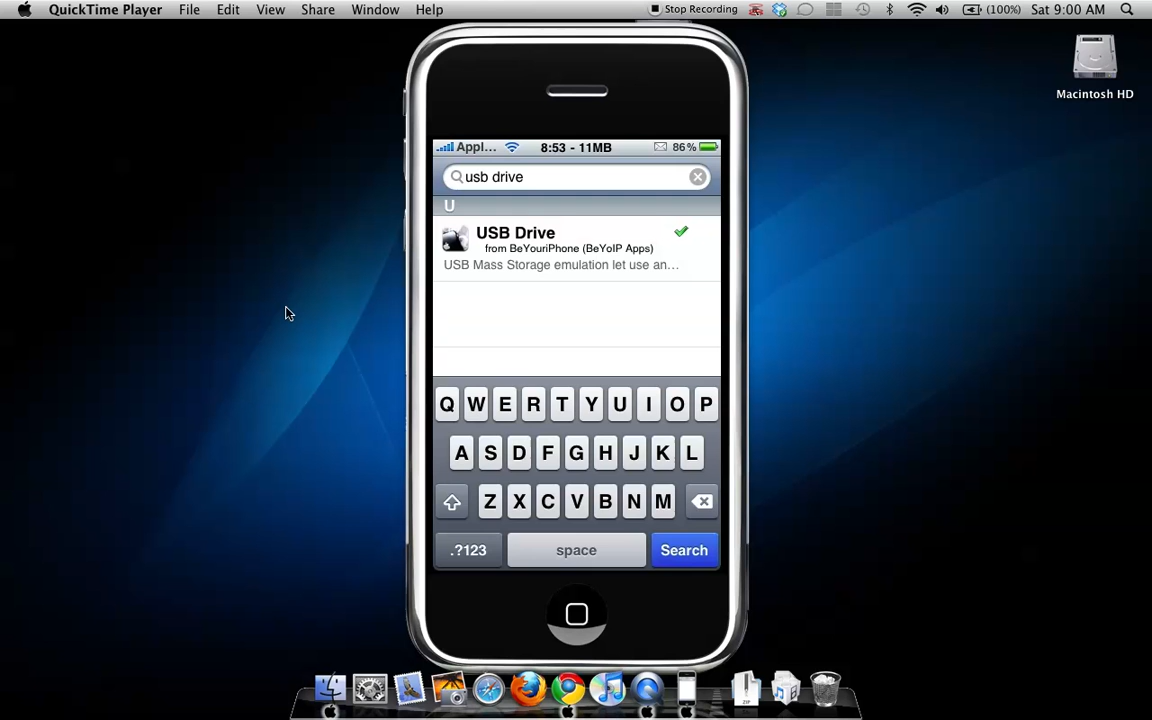 QuickTime Player File Edit View Share Window Help Stop Recording (100%) Sat 9:00 AM
Macintosh HD
Appl... 8:53 - 11MB 86%
usb drive
U
USB Drive
from BeYouriPhone (BeYoIP Apps)
USB Mass Storage emulation let use an...
Q W E R T Y U I O P
A S D F G H J K L
Z X C V B N M
.?123 space Search
ZIP